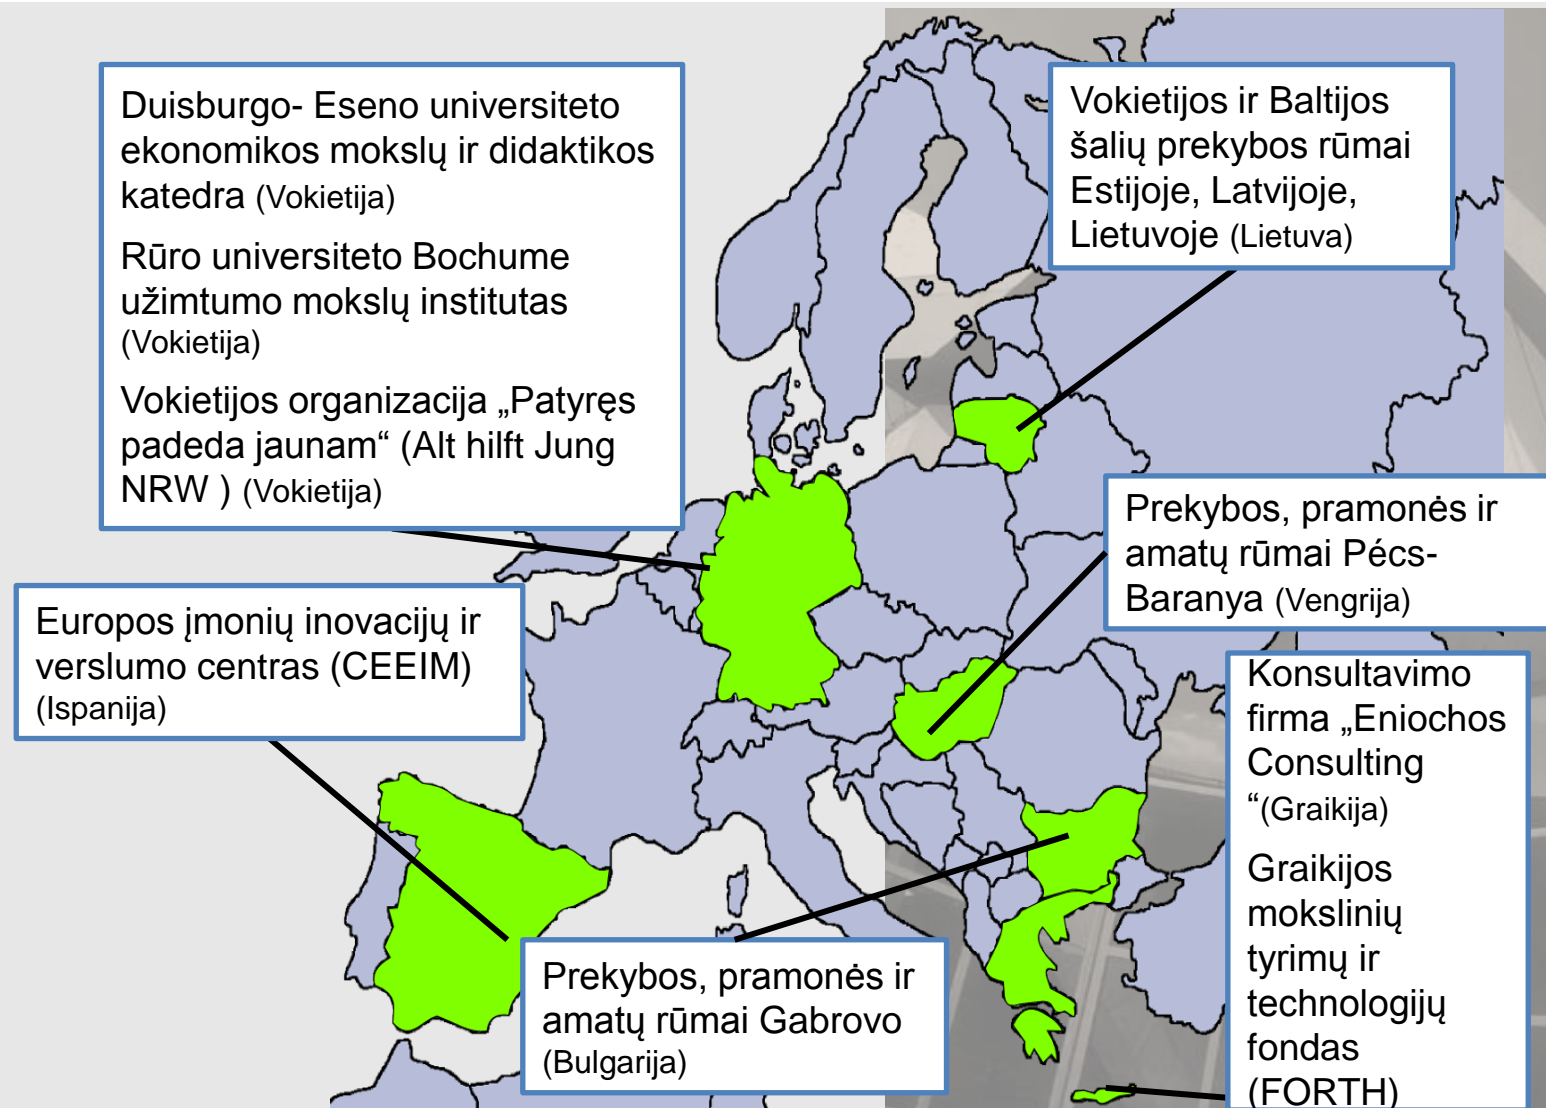 Duisburgo- Eseno universiteto
ekonomikos mokslų ir didaktikos
katedra (Vokietija)
Rūro universiteto Bochume
užimtumo mokslų institutas
(Vokietija)
Vokietijos organizacija „Patyręs
padeda jaunam“ (Alt hilft Jung
NRW ) (Vokietija)
Vokietijos ir Baltijos
šalių prekybos rūmai
Estijoje, Latvijoje,
Lietuvoje (Lietuva)
Prekybos, pramonės ir
amatų rūmai Pécs-
Baranya (Vengrija)
Europos įmonių inovacijų ir
verslumo centras (CEEIM)
(Ispanija)
Konsultavimo
firma „Eniochos
Consulting
“(Graikija)
Graikijos
mokslinių
tyrimų ir
technologijų
fondas
(FORTH)
Prekybos, pramonės ir
amatų rūmai Gabrovo
(Bulgarija)